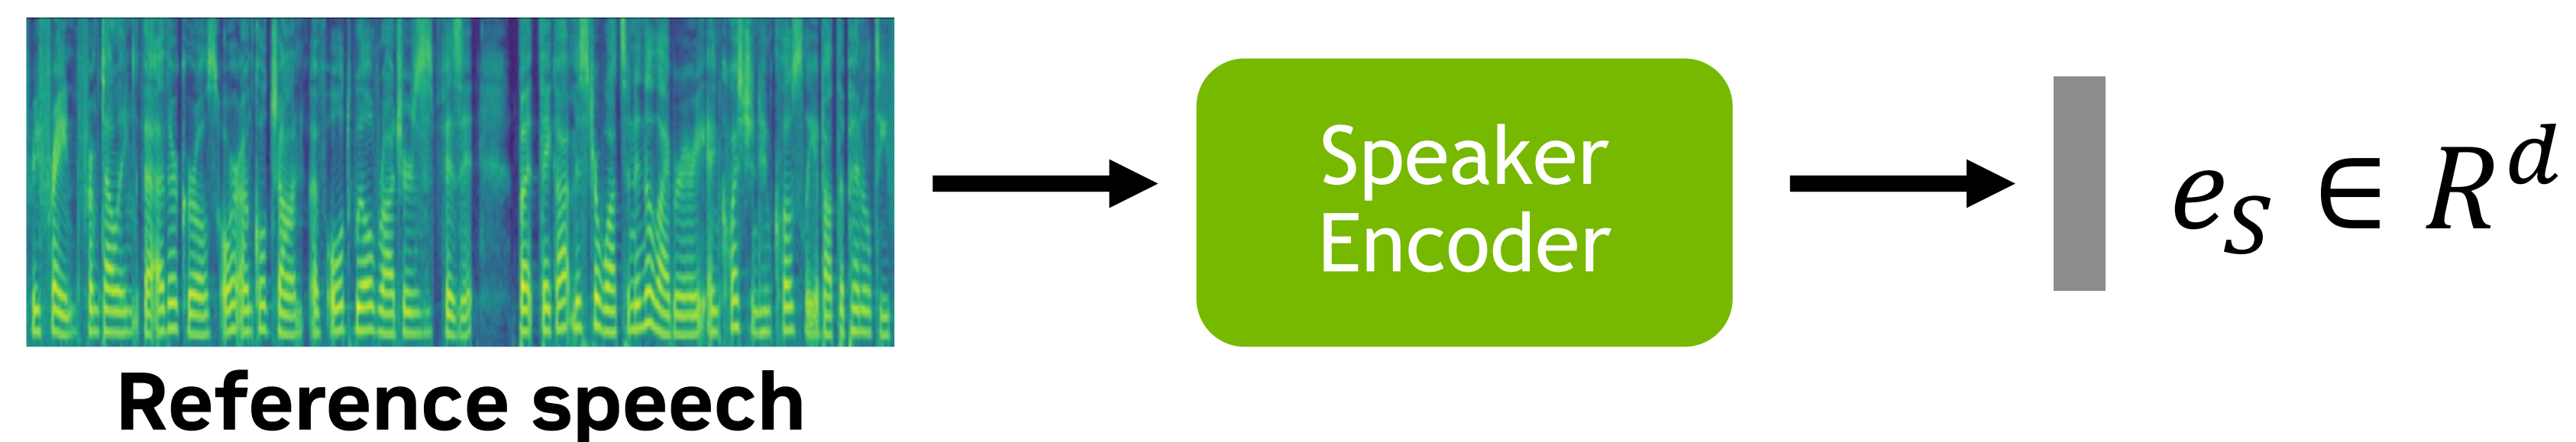 Speaker
Encoder
e_S ∈ R^d
Reference speech